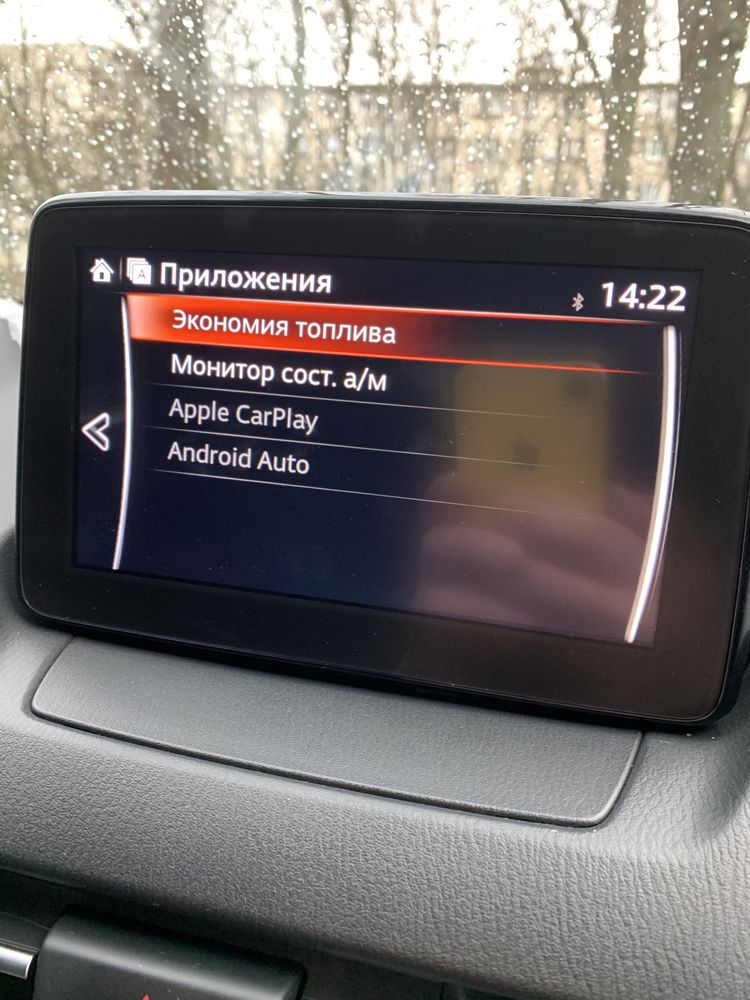 A Приложения
14:22
Экономия топлива
Монитор сост. а/м
Apple CarPlay
Android Auto